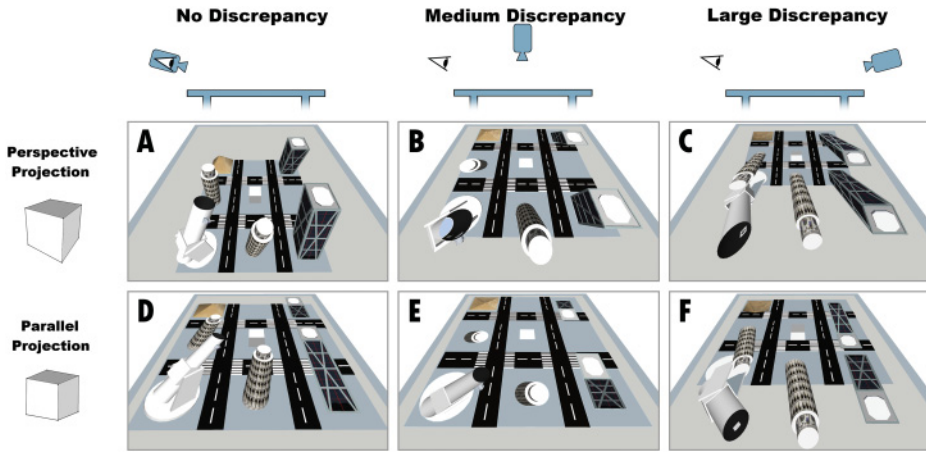 No Discrepancy
Medium Discrepancy
Large Discrepancy
Perspective
Projection
A
B
C
Parallel
Projection
D
E
F